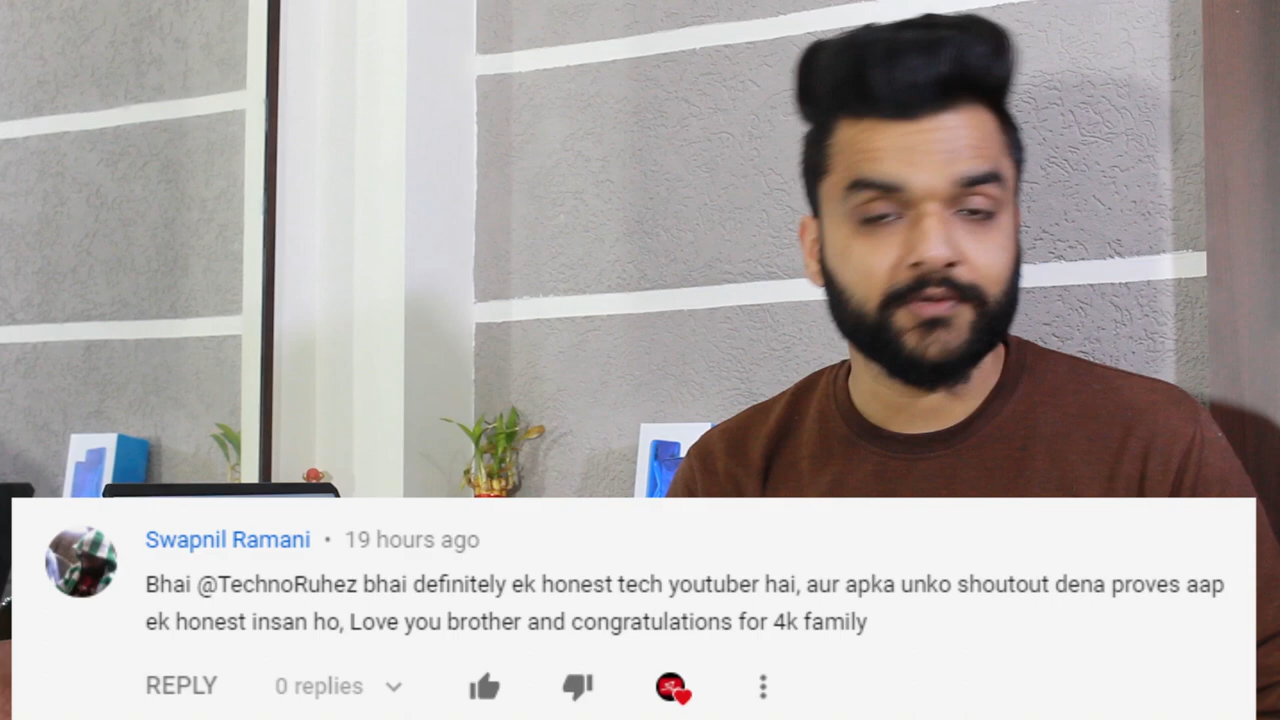 Swapnil Ramani • 19 hours ago
Bhai @TechnoRuhez bhai definitely ek honest tech youtuber hai, aur apka unko shoutout dena proves aap
ek honest insan ho, Love you brother and congratulations for 4k family
REPLY 0 replies